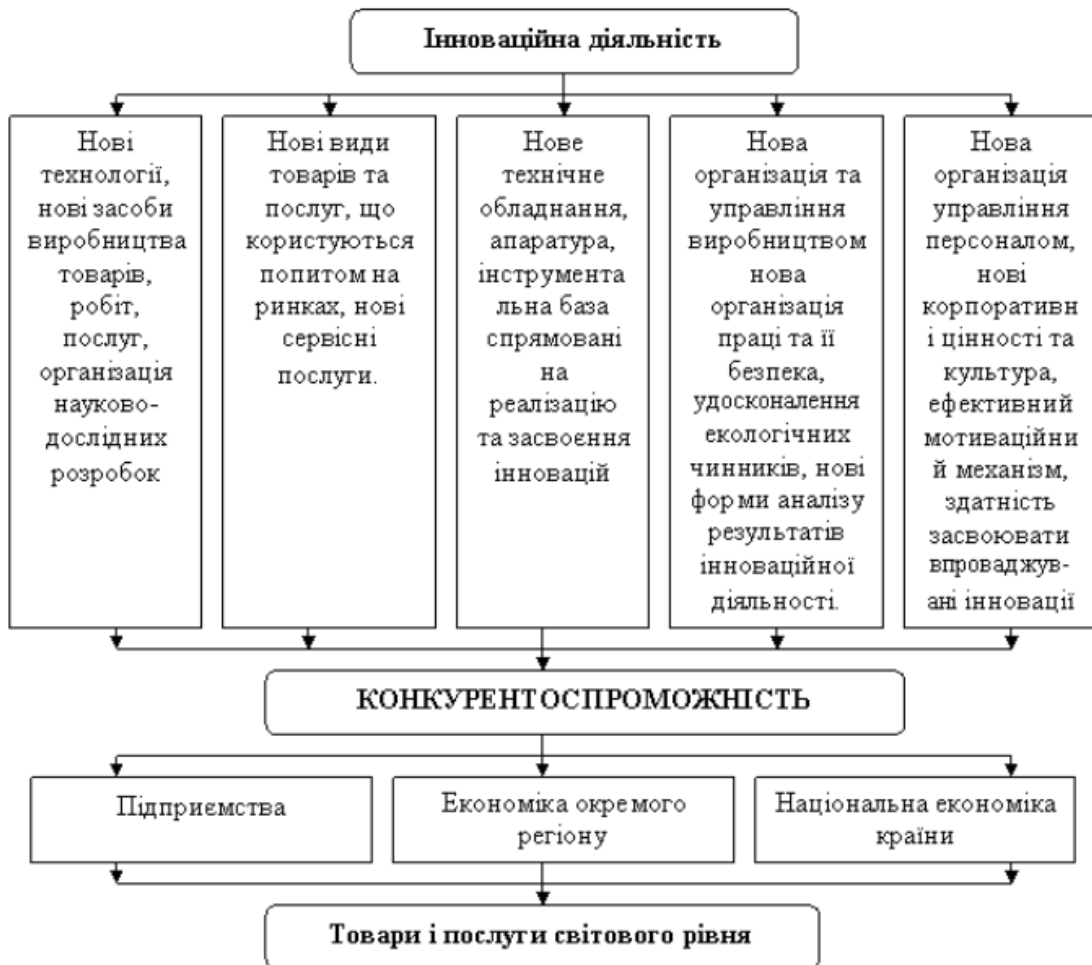 Інноваційна діяльність
Нові
технології,
нові засоби
виробництва
товарів,
робіт,
послуг,
організація
науково-
дослідних
розробок
Нові види
товарів та
послуг, що
користуються
попитом на
ринках, нові
сервісні
послуги.
Нове
технічне
обладнання,
апаратура,
інструмента
льна база
спрямовані
на
реалізацію
та засвоєння
інновацій
Нова
організація та
управління
виробництвом
нова
організація
праці та її
безпека,
удосконалення
екологічних
чинників, нові
форми аналізу
результатів
інноваційної
діяльності.
Нова
організація
управління
персоналом,
нові
корпоративн
і цінності та
культура,
ефективний
мотиваційни
й механізм,
здатність
засвоювати
впроваджув-
ані інновації
КОНКУРЕНТОСПРОМОЖНІСТЬ
Підприємства
Економіка окремого
регіону
Національна економіка
країни
Товари і послуги світового рівня